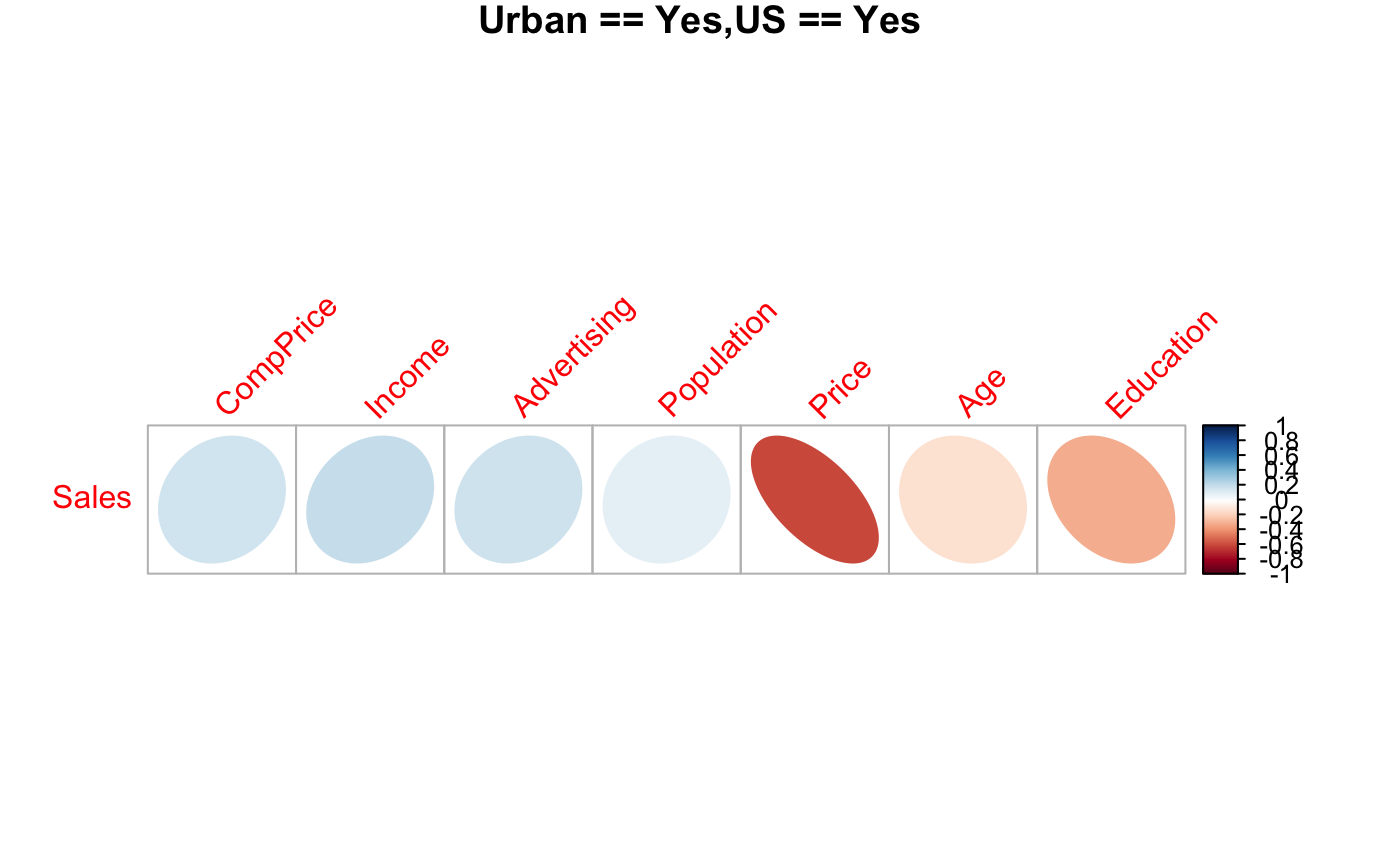 Urban == Yes,US == Yes
CompPrice
Income
Advertising
Population
Price
Age
Education
Sales
1
0.8
0.6
0.4
0.2
0
-0.2
-0.4
-0.6
-0.8
-1